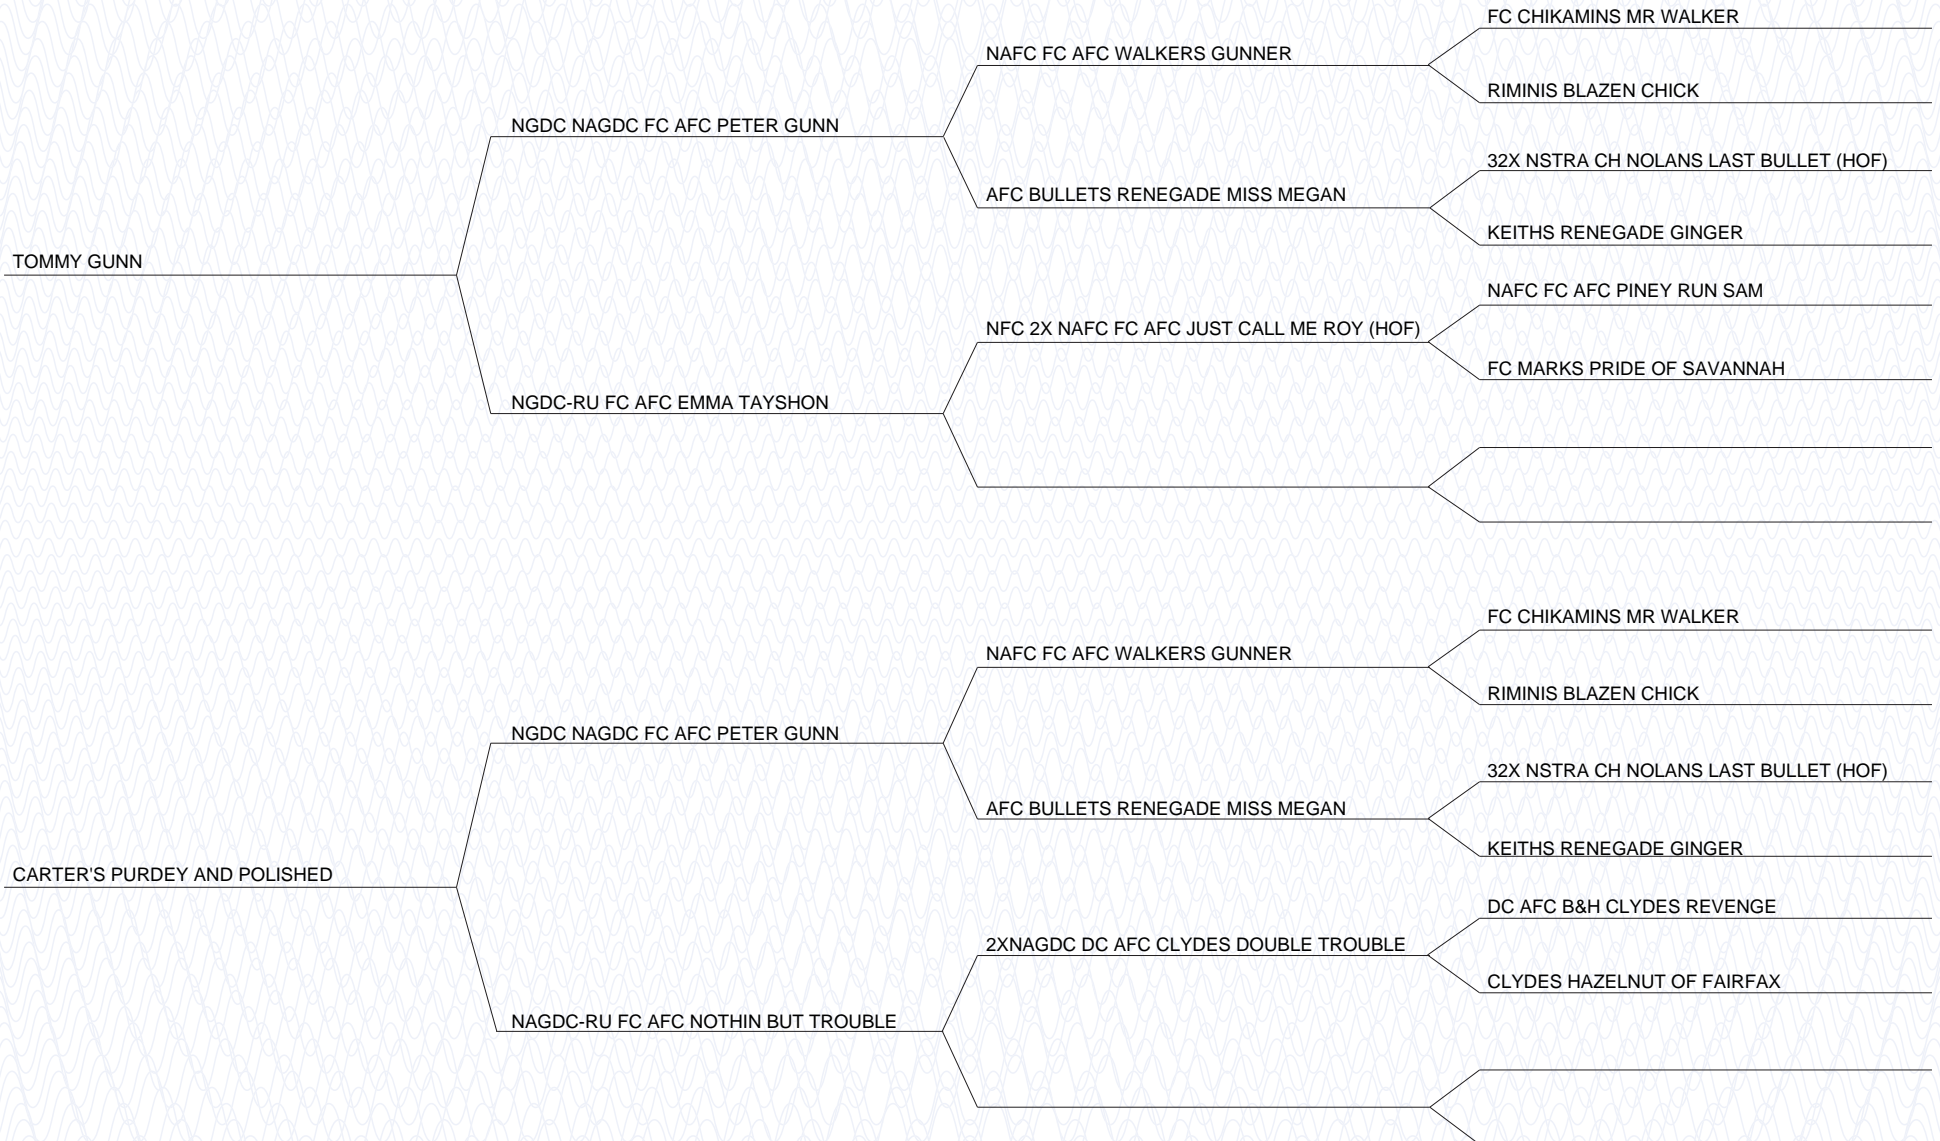 FC CHIKAMINS MR WALKER
NAFC FC AFC WALKERS GUNNER
RIMINIS BLAZEN CHICK
NGDC NAGDC FC AFC PETER GUNN
32X NSTRA CH NOLANS LAST BULLET (HOF)
AFC BULLETS RENEGADE MISS MEGAN
KEITHS RENEGADE GINGER
TOMMY GUNN
NAFC FC AFC PINEY RUN SAM
NFC 2X NAFC FC AFC JUST CALL ME ROY (HOF)
FC MARKS PRIDE OF SAVANNAH
NGDC-RU FC AFC EMMA TAYSHON
FC CHIKAMINS MR WALKER
NAFC FC AFC WALKERS GUNNER
RIMINIS BLAZEN CHICK
NGDC NAGDC FC AFC PETER GUNN
32X NSTRA CH NOLANS LAST BULLET (HOF)
AFC BULLETS RENEGADE MISS MEGAN
KEITHS RENEGADE GINGER
CARTER'S PURDEY AND POLISHED
DC AFC B&H CLYDES REVENGE
2XNAGDC DC AFC CLYDES DOUBLE TROUBLE
CLYDES HAZELNUT OF FAIRFAX
NAGDC-RU FC AFC NOTHIN BUT TROUBLE